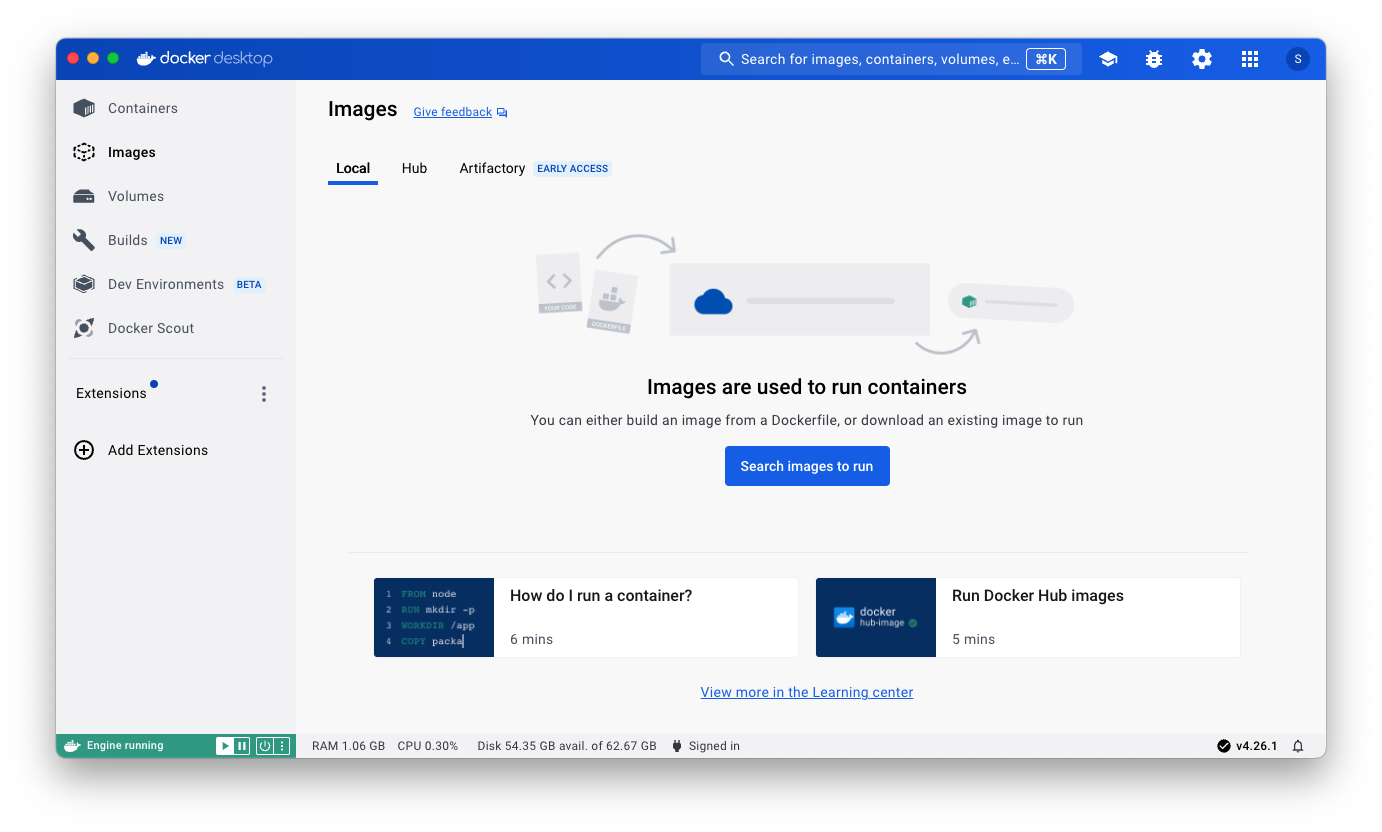 docker desktop
Search for images, containers, volumes, e...
⌘K
S
Containers
Images
Volumes
Builds NEW
Dev Environments BETA
Docker Scout
Extensions
Add Extensions
Images
Give feedback
Local
Hub
Artifactory EARLY ACCESS
YOUR CODE
DOCKERFILE
Images are used to run containers
You can either build an image from a Dockerfile, or download an existing image to run
Search images to run
1 FROM node
2 RUN mkdir -p
3 WORKDIR /app
4 COPY packa
How do I run a container?
6 mins
docker
hub-image
Run Docker Hub images
5 mins
View more in the Learning center
Engine running
RAM 1.06 GB CPU 0.30% Disk 54.35 GB avail. of 62.67 GB Signed in
v4.26.1